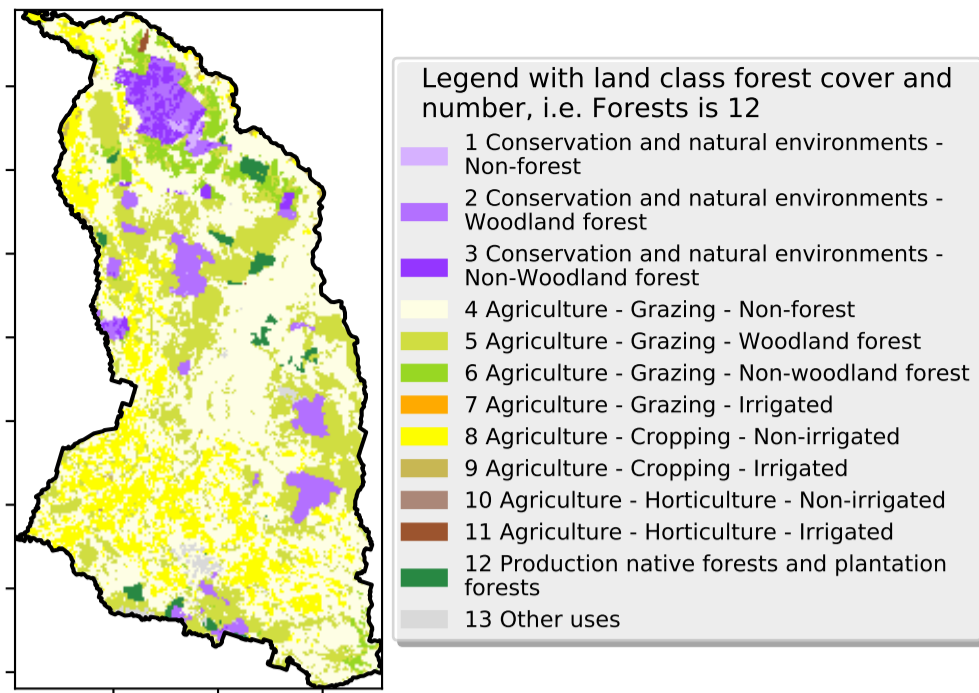 Legend with land class forest cover and
number, i.e. Forests is 12
1 Conservation and natural environments -
Non-forest
2 Conservation and natural environments -
Woodland forest
3 Conservation and natural environments -
Non-Woodland forest
4 Agriculture - Grazing - Non-forest
5 Agriculture - Grazing - Woodland forest
6 Agriculture - Grazing - Non-woodland forest
7 Agriculture - Grazing - Irrigated
8 Agriculture - Cropping - Non-irrigated
9 Agriculture - Cropping - Irrigated
10 Agriculture - Horticulture - Non-irrigated
11 Agriculture - Horticulture - Irrigated
12 Production native forests and plantation
forests
13 Other uses